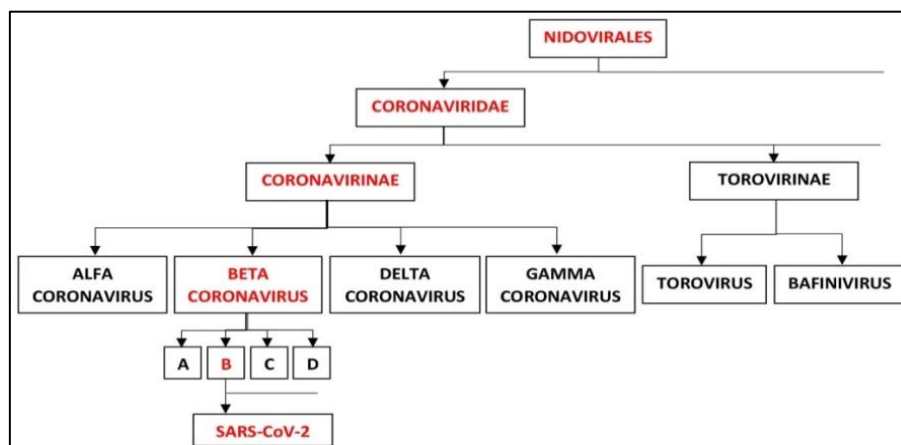 NIDOVIRALES
CORONAVIRIDAE
CORONAVIRINAE
TOROVIRINAE
ALFA
CORONAVIRUS
BETA
CORONAVIRUS
DELTA
CORONAVIRUS
GAMMA
CORONAVIRUS
TOROVIRUS
BAFINIVIRUS
A
B
C
D
SARS-CoV-2